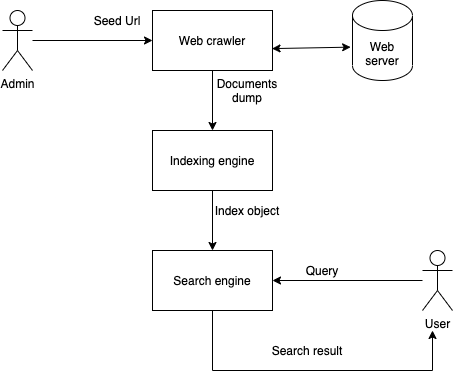 Seed Url
Web crawler
Web
server
Admin
Documents
dump
Indexing engine
Index object
Query
Search engine
User
Search result